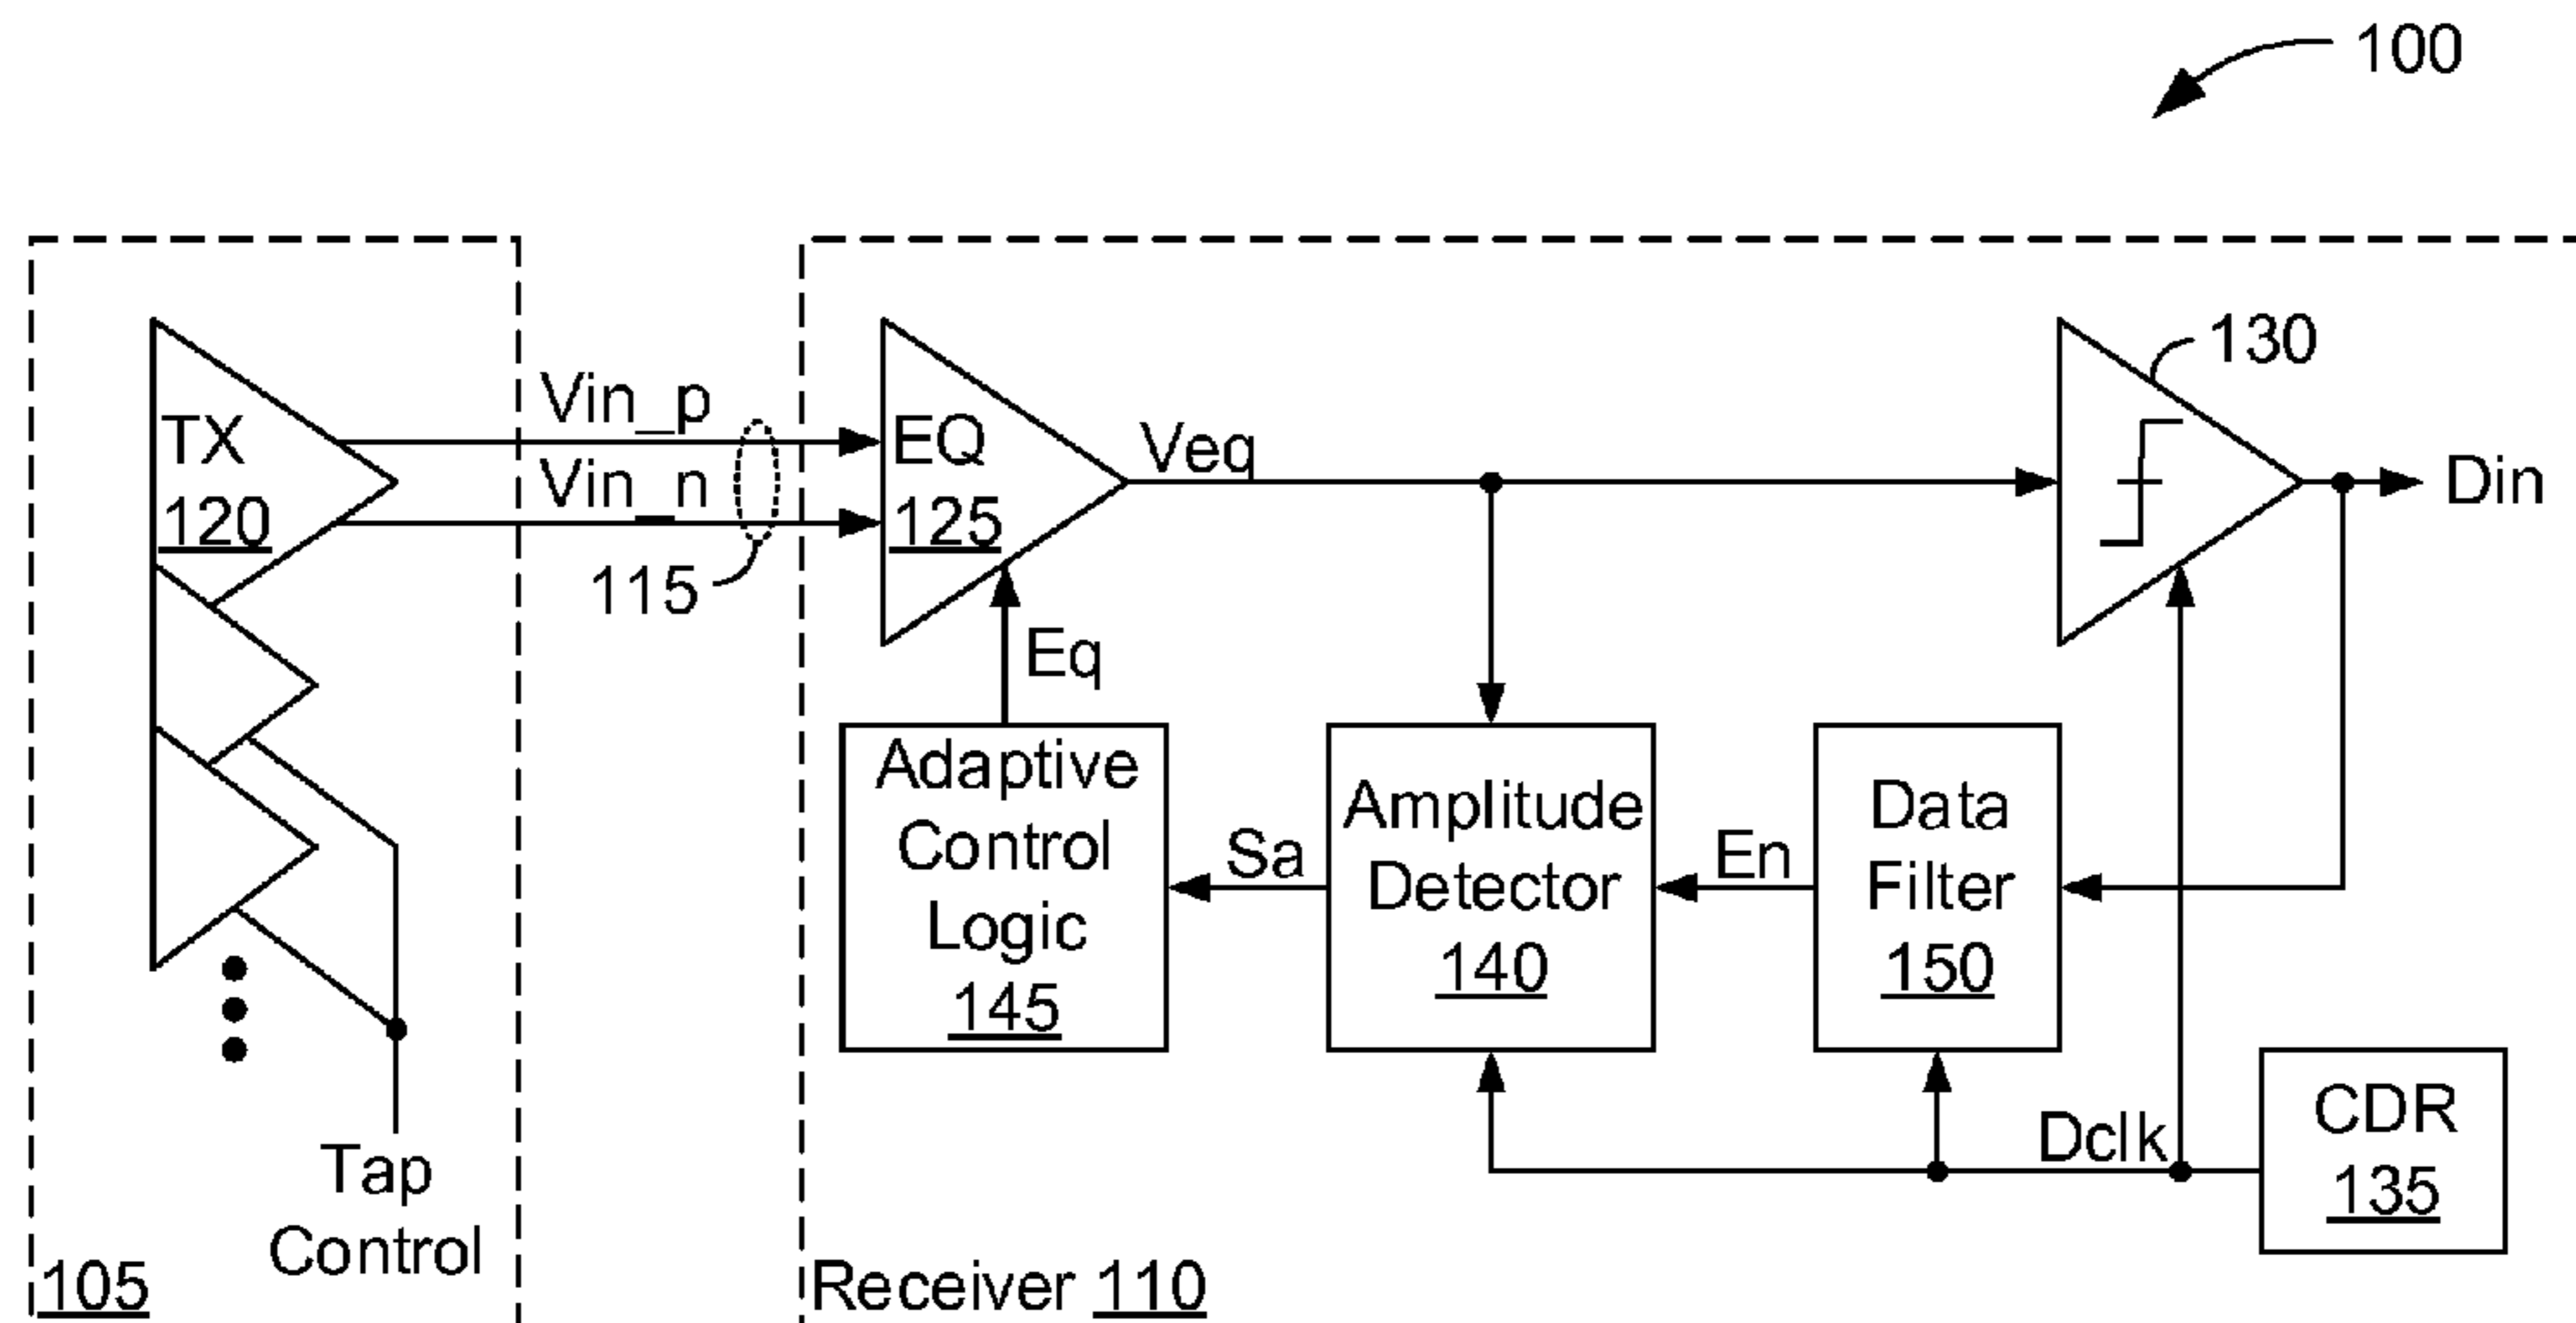 100
130
Vin_p
TX
120
Vin_n
115
EQ
125
Veq
Din
Eq
Adaptive
Control
Logic
145
Sa
Amplitude
Detector
140
En
Data
Filter
150
Dclk
CDR
135
Tap
Control
105
Receiver 110